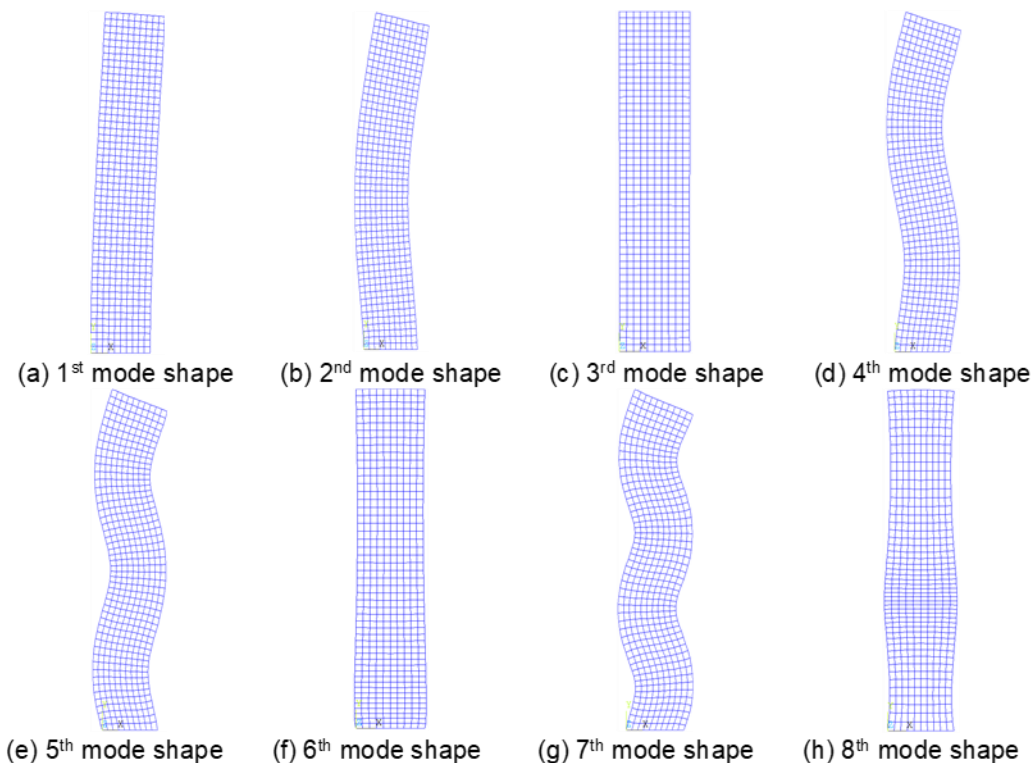 (a) 1st mode shape
(b) 2nd mode shape
(c) 3rd mode shape
(d) 4th mode shape
(e) 5th mode shape
(f) 6th mode shape
(g) 7th mode shape
(h) 8th mode shape